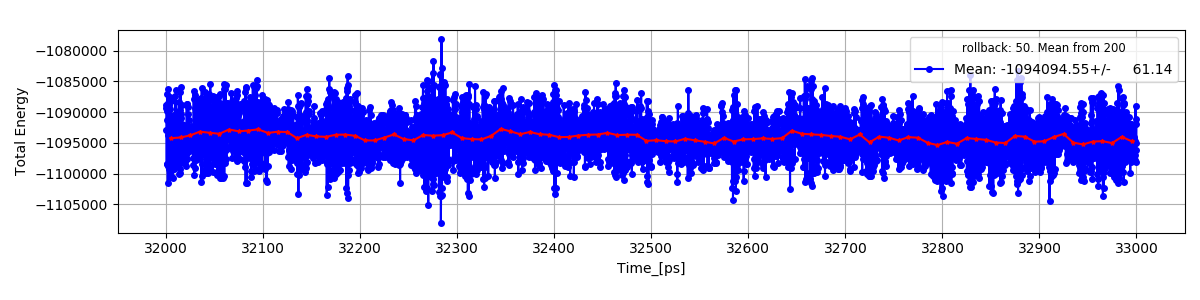 rollback: 50. Mean from 200
Mean: -1094094.55+/-     61.14
Total Energy
−1080000
−1085000
−1090000
−1095000
−1100000
−1105000
32000 32100 32200 32300 32400 32500 32600 32700 32800 32900 33000
Time_[ps]